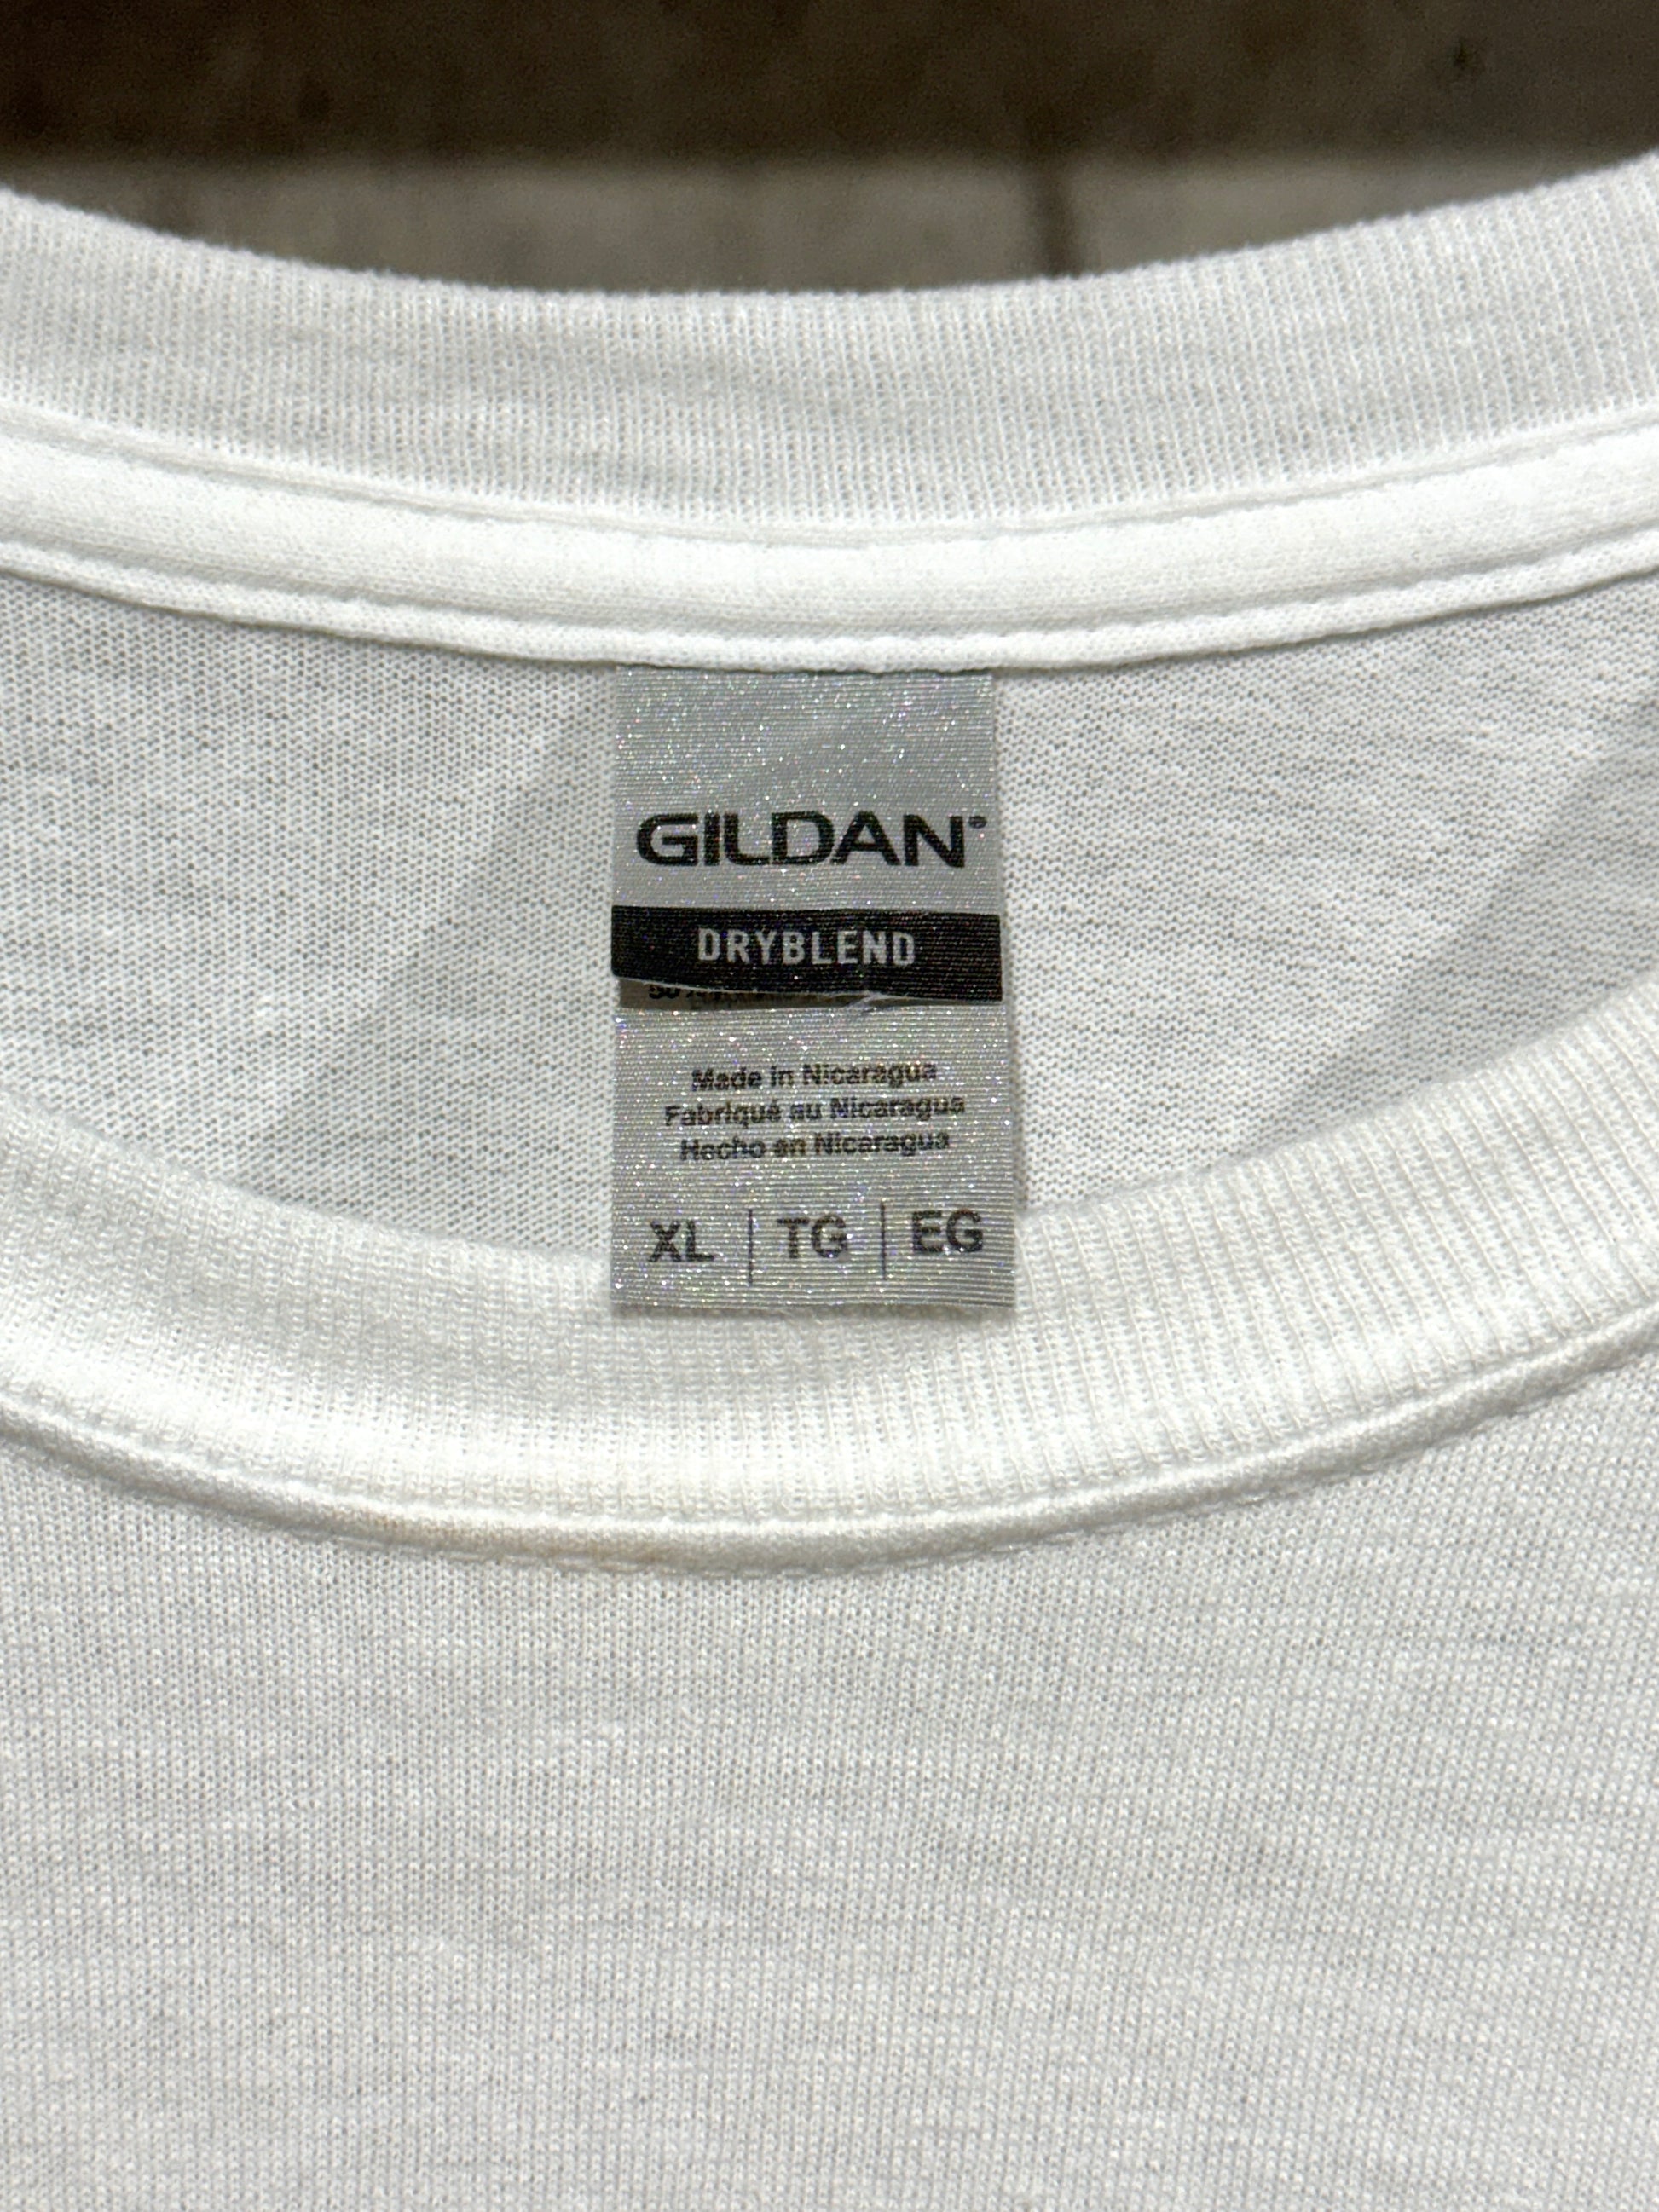 GILDAN
DRYBLEND
Made in Nicaragua
Fabriqué au Nicaragua
Hecho en Nicaragua
XL | TG | EG